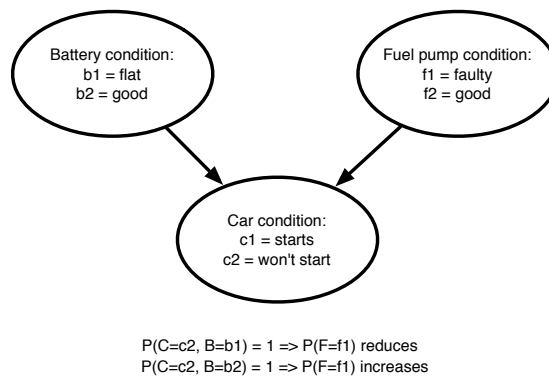 Battery condition:
b1 = flat
b2 = good
Fuel pump condition:
f1 = faulty
f2 = good
Car condition:
c1 = starts
c2 = won't start
P(C=c2, B=b1) = 1 => P(F=f1) reduces
P(C=c2, B=b2) = 1 => P(F=f1) increases